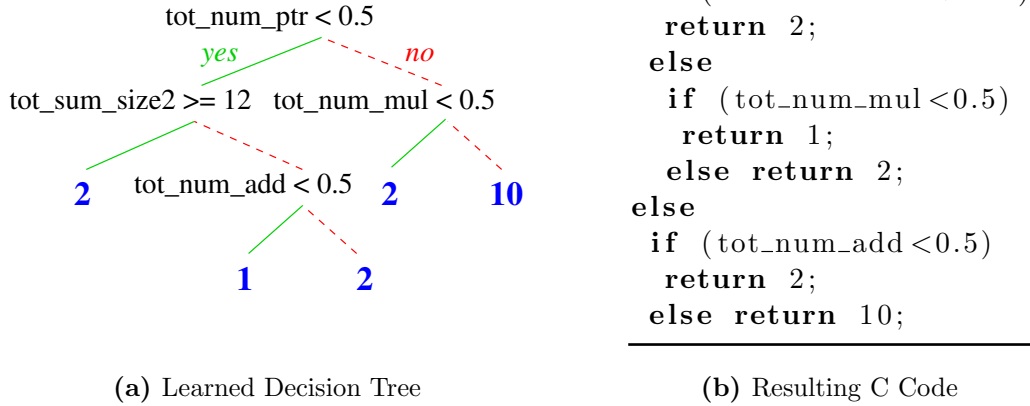 tot_num_ptr < 0.5
yes
no
tot_sum_size2 >= 12
tot_num_mul < 0.5
2
tot_num_add < 0.5
2
10
1
2
(a) Learned Decision Tree
return 2;
else
if (tot_num_mul<0.5)
return 1;
else return 2;
else
if (tot_num_add<0.5)
return 2;
else return 10;
(b) Resulting C Code